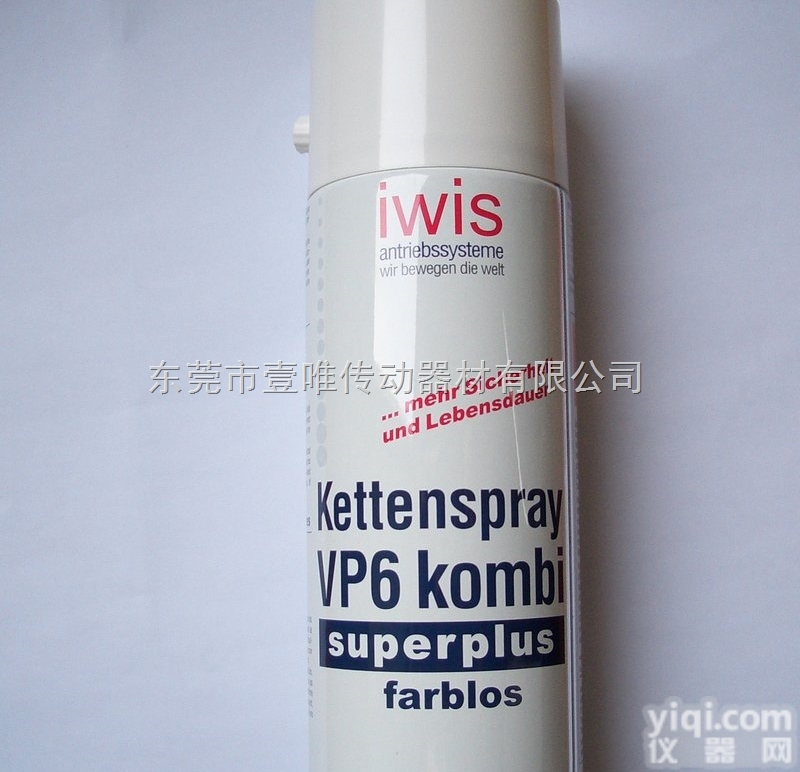 iwis
antriebssysteme
wir bewegen die welt
东莞市壹唯传动器材有限公司
... mehr
und Lebensdauer
Kettenspray
VP6 kombi
superplus
farblos
yiqi.com
仪器网